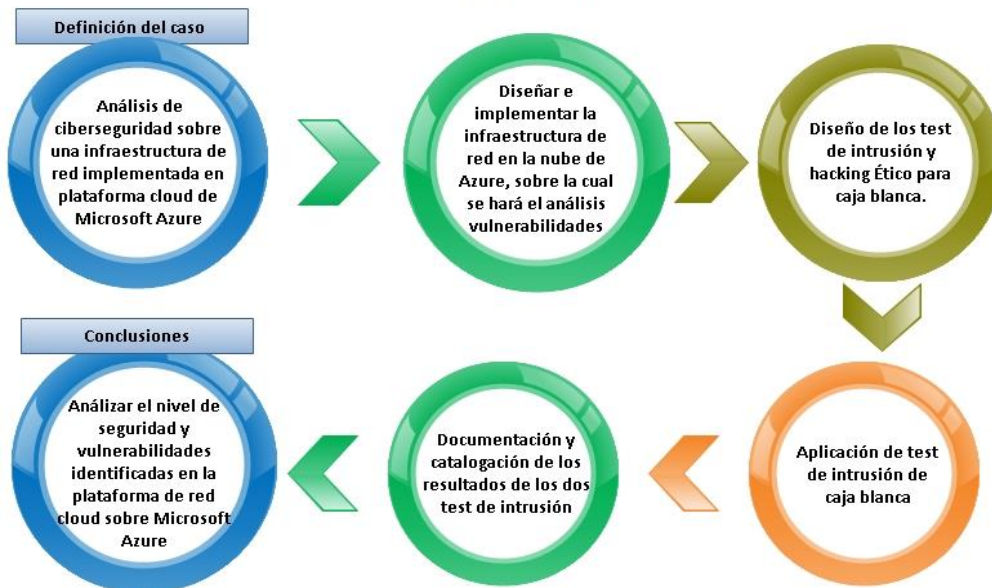 Definición del caso
Análisis de
ciberseguridad sobre
una infraestructura de
red implementada en
plataforma cloud de
Microsoft Azure
Diseñar e
implementar la
infraestructura de
red en la nube de
Azure, sobre la cual
se hará el análisis
vulnerabilidades
Diseño de los test
de intrusión y
hacking Ético para
caja blanca.
Aplicación de test
de intrusión de
caja blanca
Documentación y
catalogación de los
resultados de los dos
test de intrusión
Conclusiones
Análizar el nivel de
seguridad y
vulnerabilidades
identificadas en la
plataforma de red
cloud sobre Microsoft
Azure